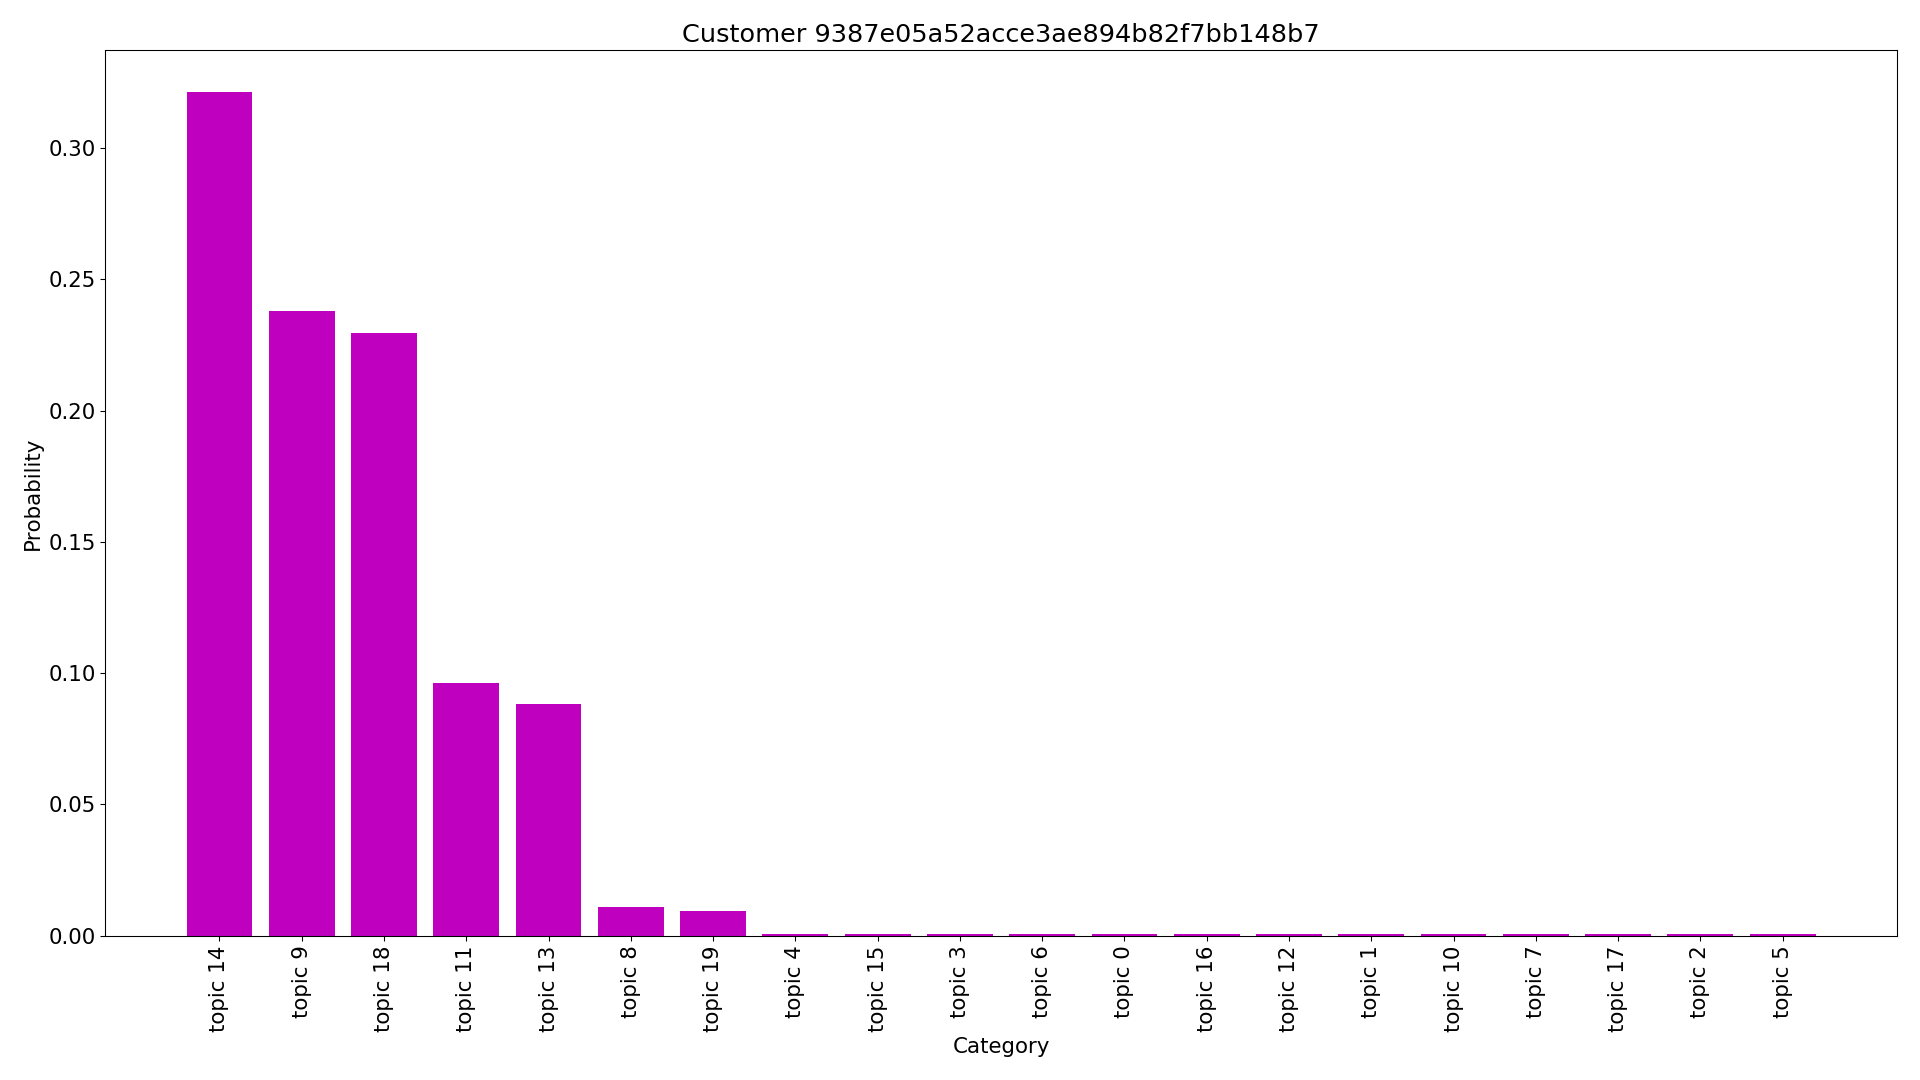 Customer 9387e05a52acce3ae894b82f7bb148b7
Probability
0.30
0.25
0.20
0.15
0.10
0.05
0.00
topic 14
topic 9
topic 18
topic 11
topic 13
topic 8
topic 19
topic 4
topic 15
topic 3
topic 6
topic 0
topic 16
topic 12
topic 1
topic 10
topic 7
topic 17
topic 2
topic 5
Category